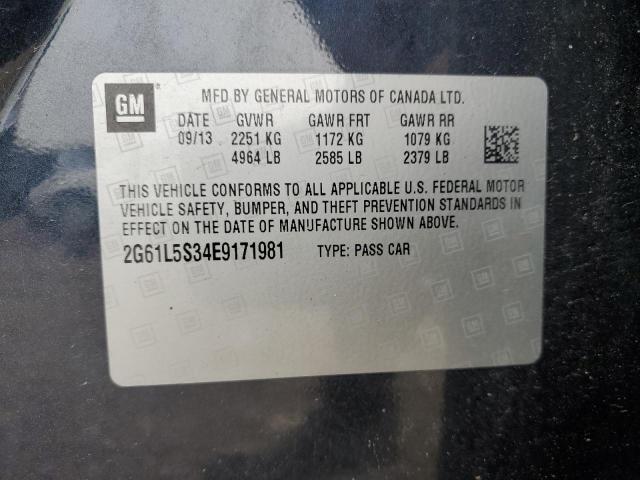 GM
MFD BY GENERAL MOTORS OF CANADA LTD.
DATE GVWR GAWR FRT GAWR RR
09/13 2251 KG 1172 KG 1079 KG
4964 LB 2585 LB 2379 LB
THIS VEHICLE CONFORMS TO ALL APPLICABLE U.S. FEDERAL MOTOR
VEHICLE SAFETY, BUMPER, AND THEFT PREVENTION STANDARDS IN
EFFECT ON THE DATE OF MANUFACTURE SHOWN ABOVE.
2G61L5S34E9171981 TYPE: PASS CAR